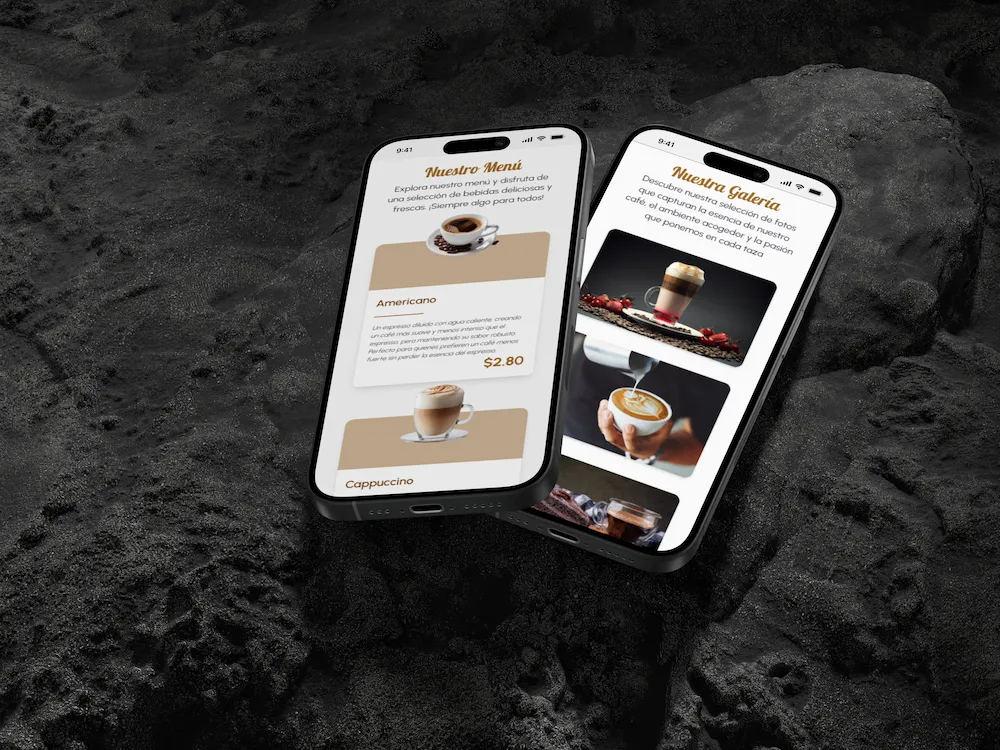 9:41
Nuestro Menú
Explora nuestro menú y disfruta de
una selección de bebidas deliciosas y
frescas. ¡Siempre algo para todos!
Americano
Un espresso diluido con agua caliente, creando
un café más suave y menos intenso que el
espresso, pero manteniendo su sabor robusto.
Perfecto para quienes prefieren un café menos
fuerte sin perder la esencia del espresso.
$2.80
Cappuccino
9:41
Nuestra Galería
Descubre nuestra selección de fotos
que capturan la esencia de nuestro
café, el ambiente acogedor y la pasión
que ponemos en cada taza